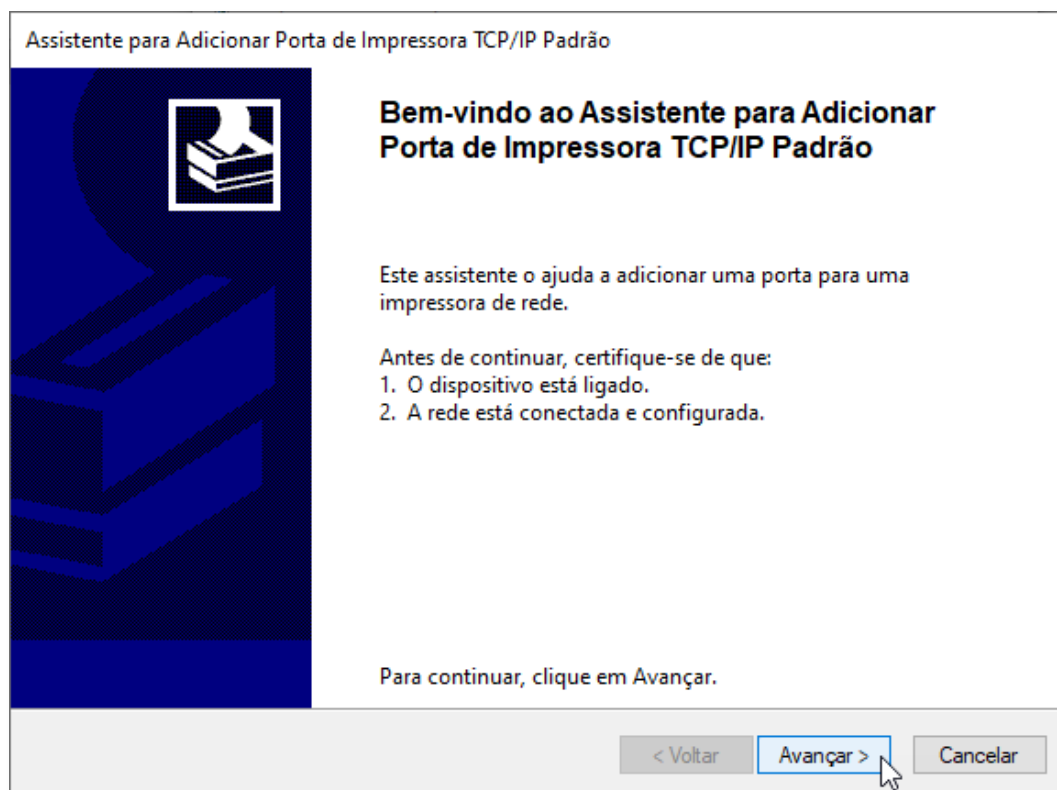 Assistente para Adicionar Porta de Impressora TCP/IP Padrão
Bem-vindo ao Assistente para Adicionar
Porta de Impressora TCP/IP Padrão
Este assistente o ajuda a adicionar uma porta para uma
impressora de rede.
Antes de continuar, certifique-se de que:
1. O dispositivo está ligado.
2. A rede está conectada e configurada.
Para continuar, clique em Avançar.
< Voltar
Avançar >
Cancelar